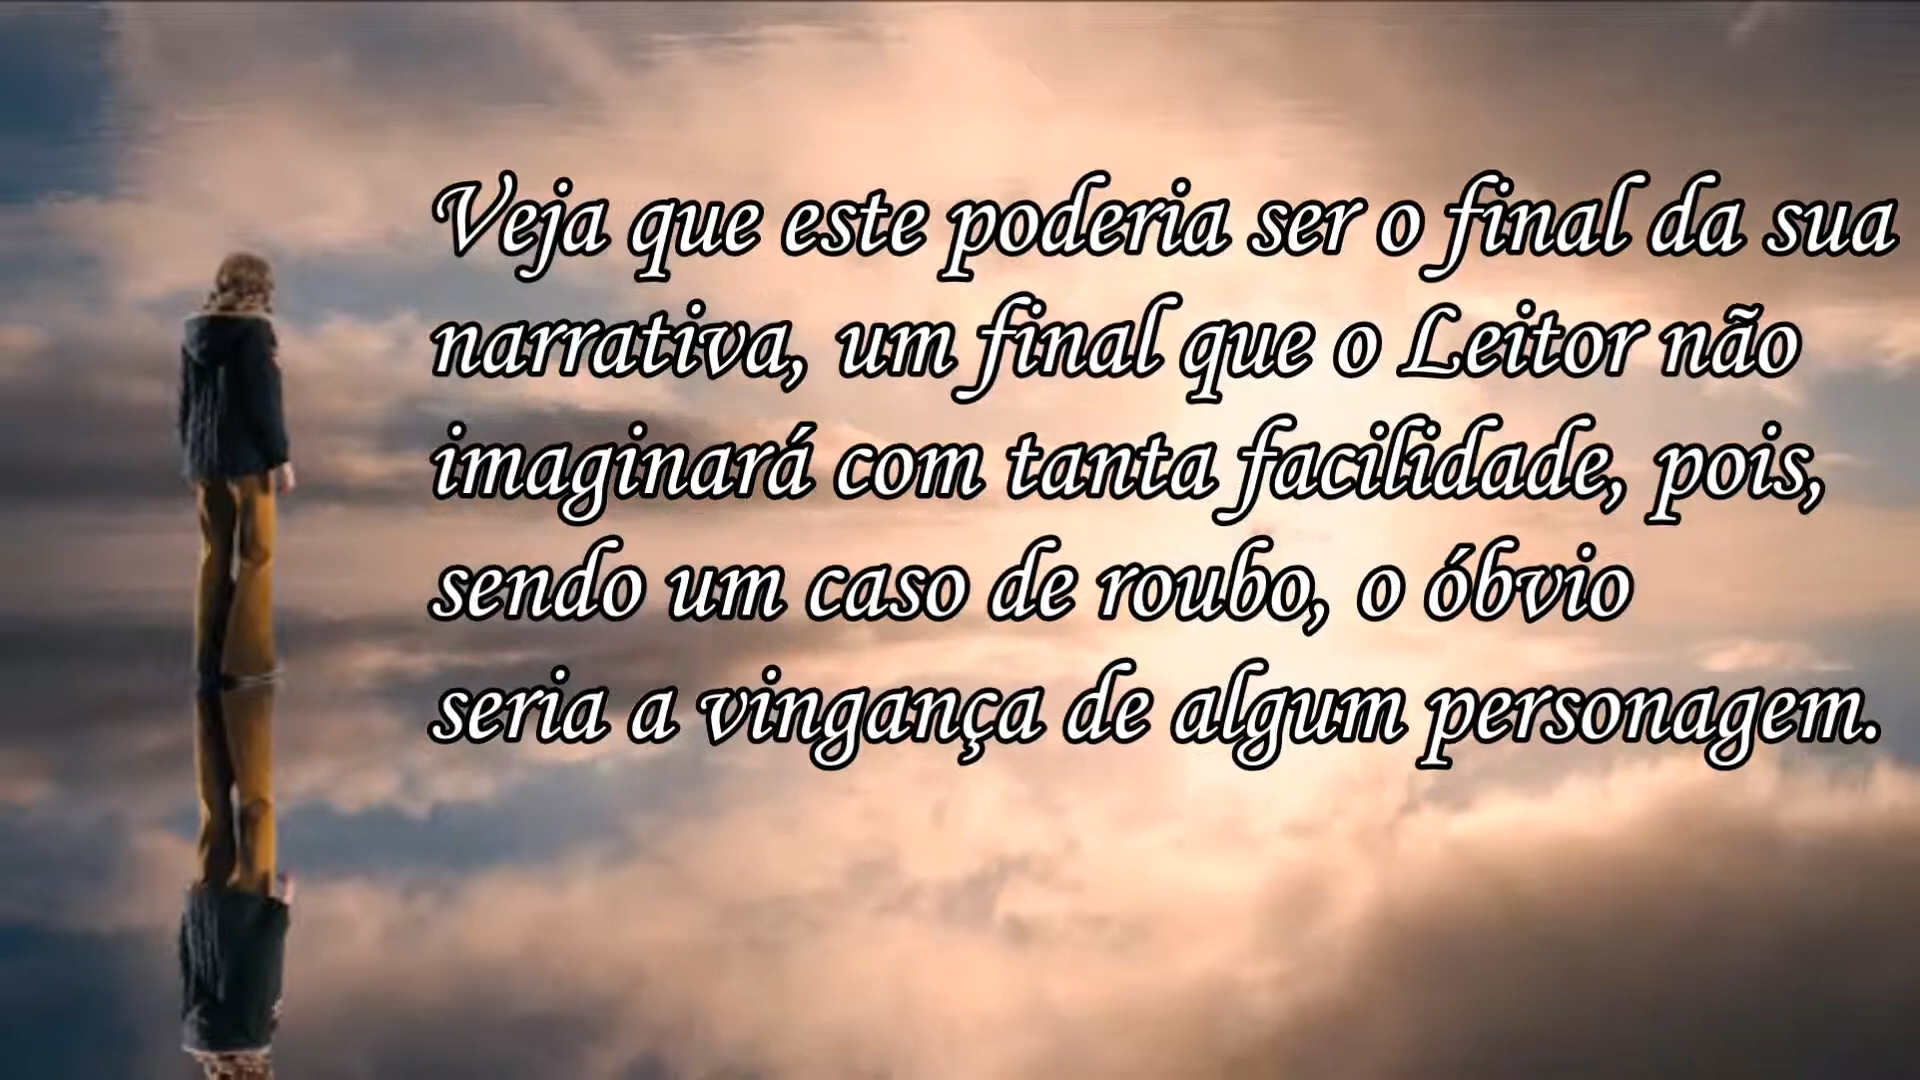 Veja que este poderia ser o final da sua
narrativa, um final que o Leitor não
imaginará com tanta facilidade, pois,
sendo um caso de roubo, o óbvio
seria a vingança de algum personagem.